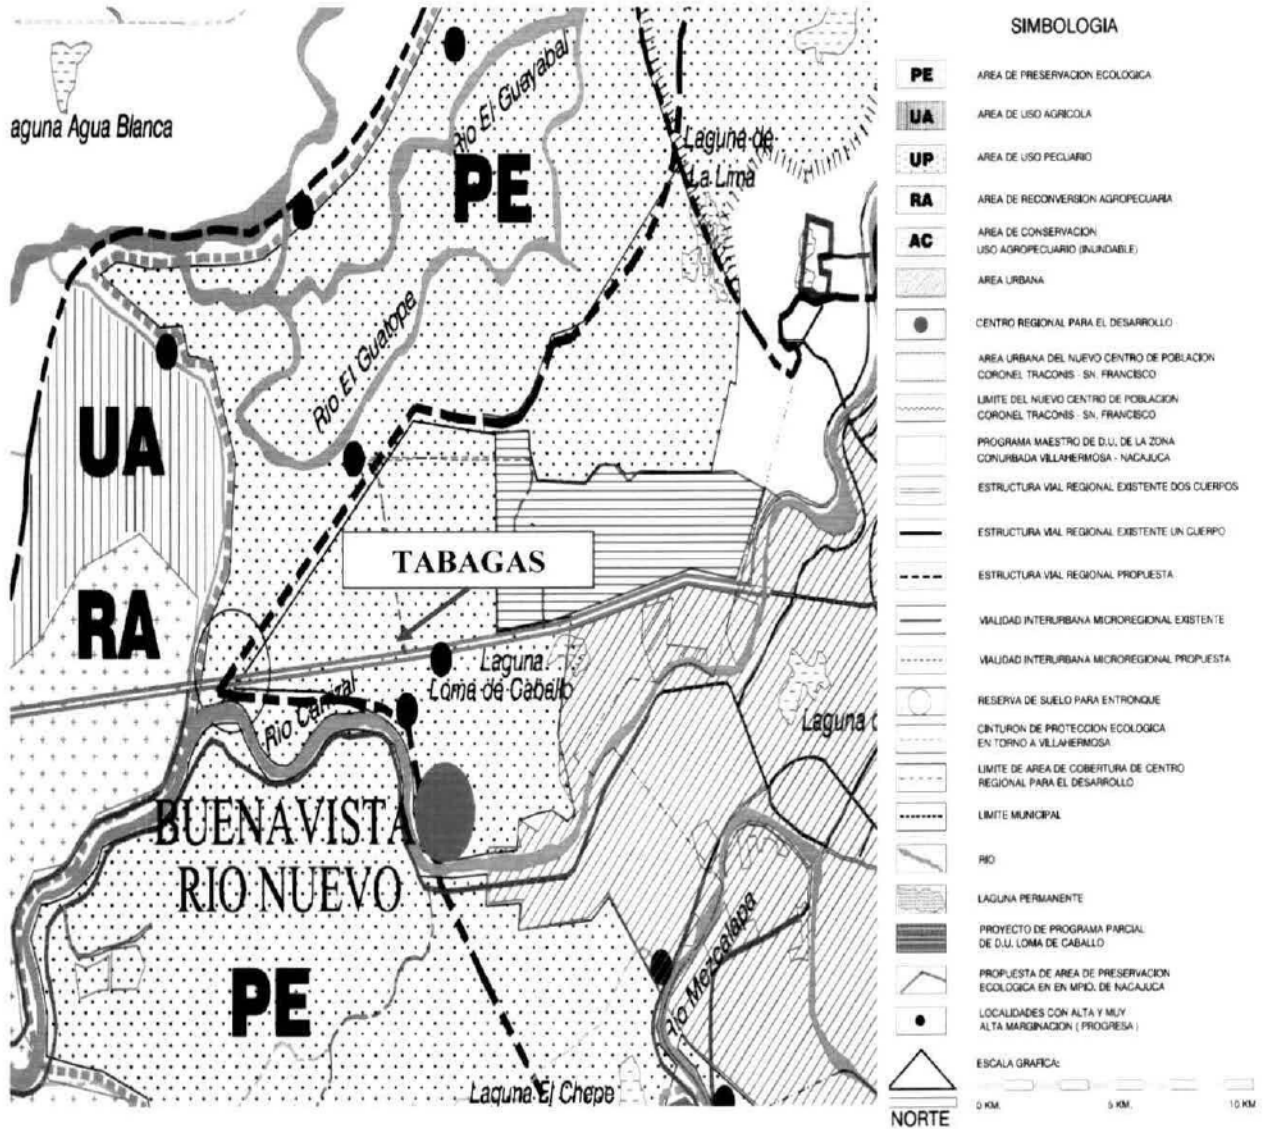 aguna Agua Blanca
Rio El Guayabal
PE
Laguna de
La Lima
Rio El Guatope
UA
TABAGAS
RA
Laguna
Loma de Caballo
Rio Carrizal
Laguna d
BUENAVISTA
RIO NUEVO
PE
Rio Mezcalapa
Laguna El Chepe
SIMBOLOGIA
PE AREA DE PRESERVACION ECOLOGICA
UA AREA DE USO AGRICOLA
UP AREA DE USO PECUARIO
RA AREA DE RECONVERSION AGROPECUARIA
AC AREA DE CONSERVACION
USO AGROPECUARIO (INUNDABLE)
AREA URBANA
CENTRO REGIONAL PARA EL DESARROLLO
AREA URBANA DEL NUEVO CENTRO DE POBLACION
CORONEL TRACONIS - SN. FRANCISCO
LIMITE DEL NUEVO CENTRO DE POBLACION
CORONEL TRACONIS - SN. FRANCISCO
PROGRAMA MAESTRO DE D.U. DE LA ZONA
CONURBADA VILLAHERMOSA - NACAJUCA
ESTRUCTURA VIAL REGIONAL EXISTENTE DOS CUERPOS
ESTRUCTURA VIAL REGIONAL EXISTENTE UN CUERPO
ESTRUCTURA VIAL REGIONAL PROPUESTA
VIALIDAD INTERURBANA MICROREGIONAL EXISTENTE
VIALIDAD INTERURBANA MICROREGIONAL PROPUESTA
RESERVA DE SUELO PARA ENTRONQUE
CINTURON DE PROTECCION ECOLOGICA
EN TORNO A VILLAHERMOSA
LIMITE DE AREA DE COBERTURA DE CENTRO
REGIONAL PARA EL DESARROLLO
LIMITE MUNICIPAL
RIO
LAGUNA PERMANENTE
PROYECTO DE PROGRAMA PARCIAL
DE D.U. LOMA DE CABALLO
PROPUESTA DE AREA DE PRESERVACION
ECOLOGICA EN EN MPIO. DE NACAJUCA
LOCALIDADES CON ALTA Y MUY
ALTA MARGINACION ( PROGRESA )
ESCALA GRAFICA:
0 KM. 5 KM. 10 KM.
NORTE